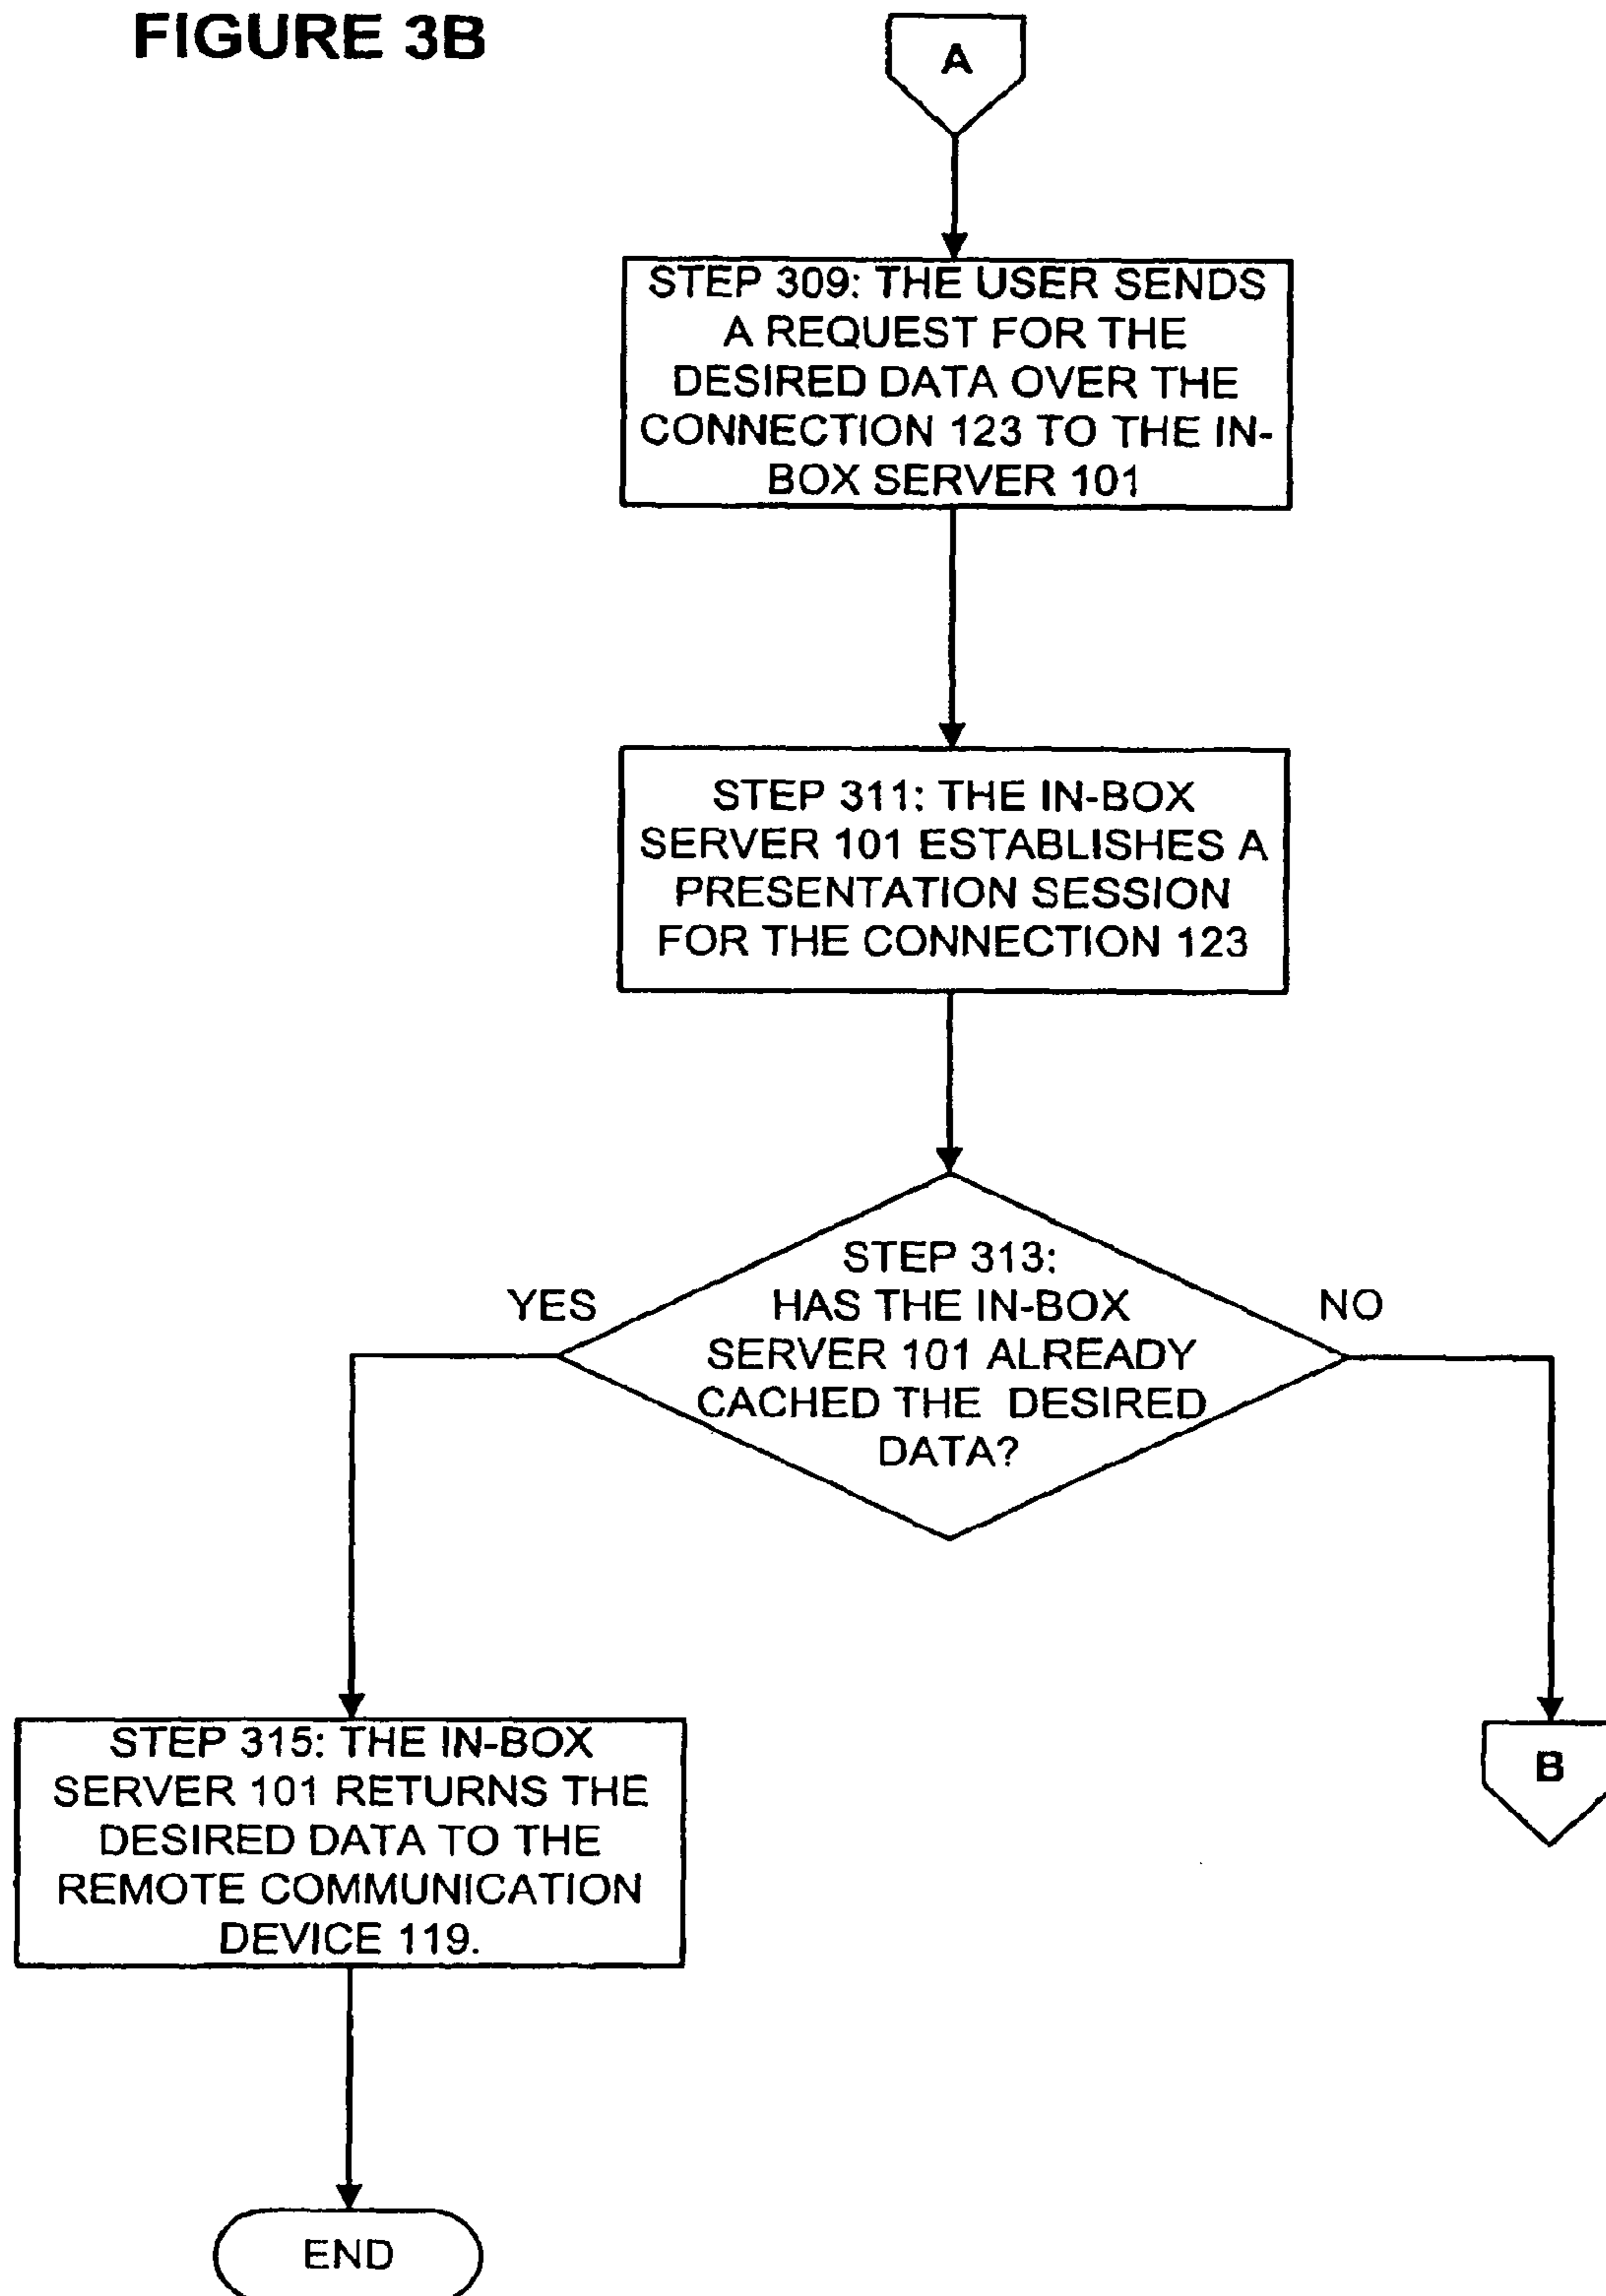 FIGURE 3B
A
STEP 309: THE USER SENDS
A REQUEST FOR THE
DESIRED DATA OVER THE
CONNECTION 123 TO THE IN-
BOX SERVER 101
STEP 311: THE IN-BOX
SERVER 101 ESTABLISHES A
PRESENTATION SESSION
FOR THE CONNECTION 123
STEP 313:
HAS THE IN-BOX
SERVER 101 ALREADY
CACHED THE DESIRED
DATA?
YES
NO
STEP 315: THE IN-BOX
SERVER 101 RETURNS THE
DESIRED DATA TO THE
REMOTE COMMUNICATION
DEVICE 119.
B
END